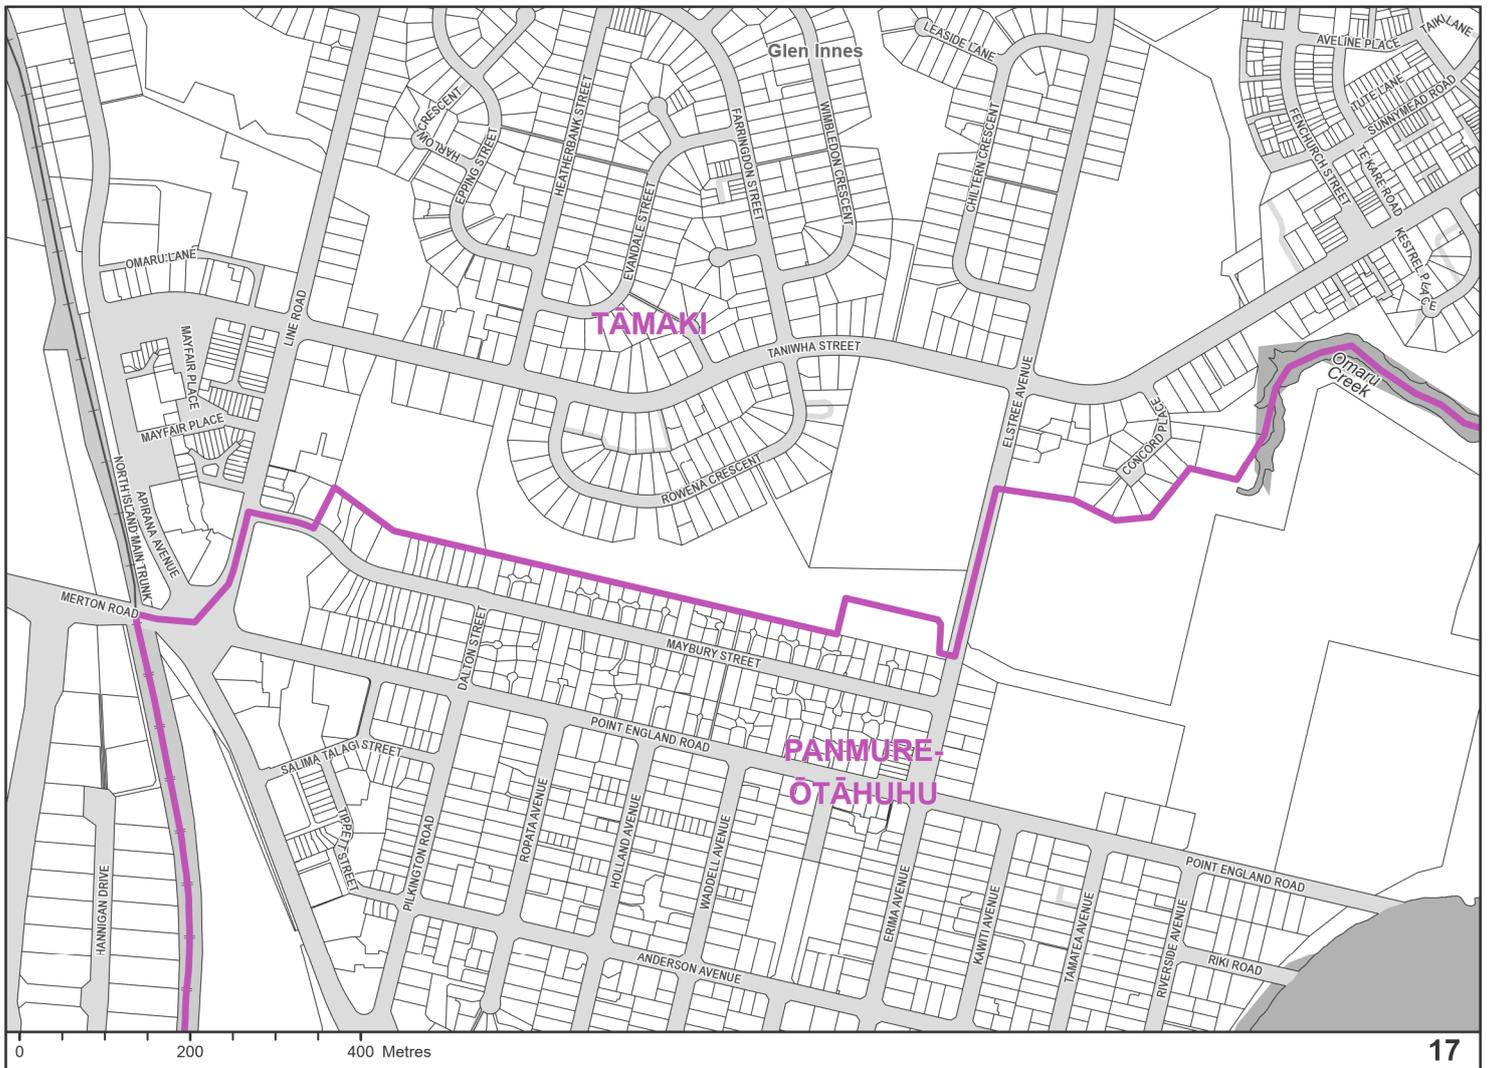 Glen Innes
LEASIDE LANE
AVELINE PLACE
TAIKI LANE
TUTE LANE
SUNNYMEAD ROAD
FENCHURCH STREET
TE KARE ROAD
KESTREL PLACE
HARLOW CRESCENT
EPPING STREET
HEATHERBANK STREET
FARRINGDON STREET
WIMBLEDON CRESCENT
CHILTERN CRESCENT
EVANDALE STREET
OMARU LANE
LINE ROAD
TĀMAKI
TANIWHA STREET
MAYFAIR PLACE
MAYFAIR PLACE
ELSTREE AVENUE
Omaru
Creek
CONCORD PLACE
ROWENA CRESCENT
NORTH ISLAND MAIN TRUNK
APIRANA AVENUE
MERTON ROAD
DALTON STREET
MAYBURY STREET
POINT ENGLAND ROAD
PANMURE-
ŌTĀHUHU
SALIMA TALAGI STREET
TIPPETT STREET
PILKINGTON ROAD
ROPATA AVENUE
HOLLAND AVENUE
WADDELL AVENUE
ERIMA AVENUE
KAWITI AVENUE
TAMATEA AVENUE
RIVERSIDE AVENUE
POINT ENGLAND ROAD
RIKI ROAD
HANNIGAN DRIVE
ANDERSON AVENUE
0 200 400 Metres
17